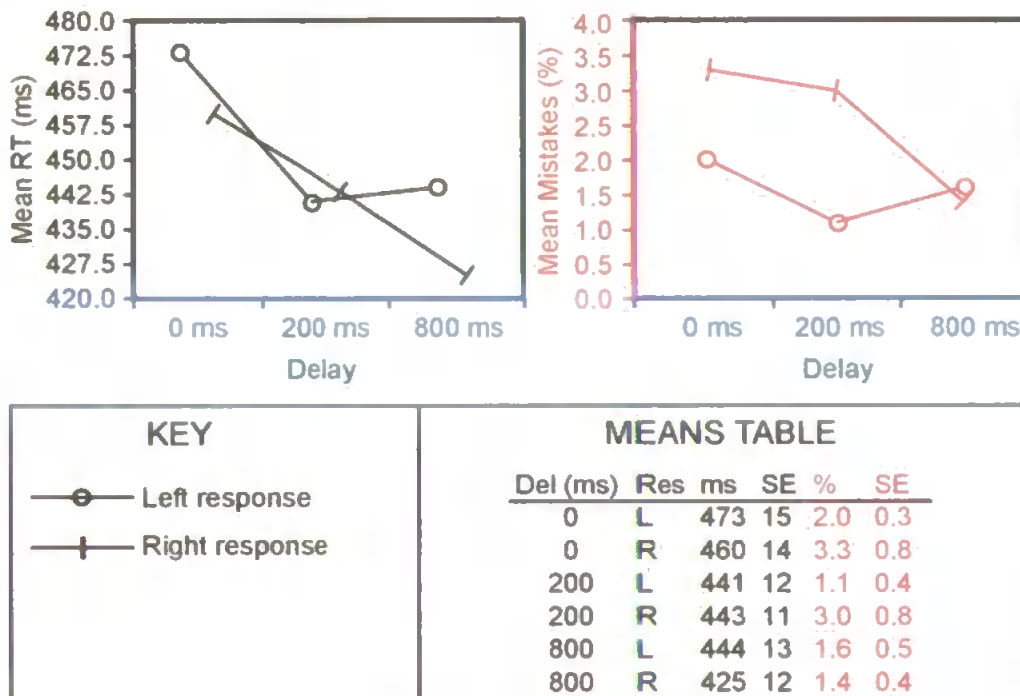 480.0
472.5
465.0
457.5
450.0
442.5
435.0
427.5
420.0
Mean RT (ms)
0 ms 200 ms 800 ms
Delay
4.0
3.5
3.0
2.5
2.0
1.5
1.0
0.5
0.0
Mean Mistakes (%)
0 ms 200 ms 800 ms
Delay
KEY
Left response
Right response
MEANS TABLE
Del (ms) Res ms SE % SE
0 L 473 15 2.0 0.3
0 R 460 14 3.3 0.8
200 L 441 12 1.1 0.4
200 R 443 11 3.0 0.8
800 L 444 13 1.6 0.5
800 R 425 12 1.4 0.4